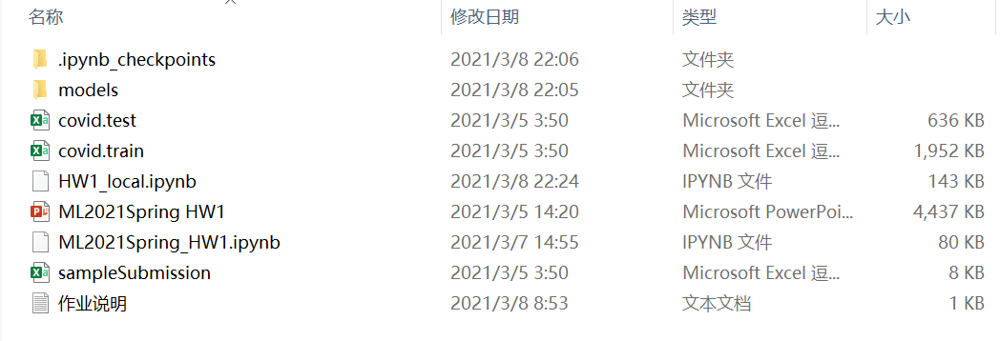 名称 修改日期 类型 大小
.ipynb_checkpoints 2021/3/8 22:06 文件夹
models 2021/3/8 22:05 文件夹
covid.test 2021/3/5 3:50 Microsoft Excel 逗... 636 KB
covid.train 2021/3/5 3:50 Microsoft Excel 逗... 1,952 KB
HW1_local.ipynb 2021/3/8 22:24 IPYNB 文件 143 KB
ML2021Spring HW1 2021/3/5 14:20 Microsoft PowerPoi... 4,437 KB
ML2021Spring_HW1.ipynb 2021/3/7 14:55 IPYNB 文件 80 KB
sampleSubmission 2021/3/5 3:50 Microsoft Excel 逗... 8 KB
作业说明 2021/3/8 8:53 文本文档 1 KB